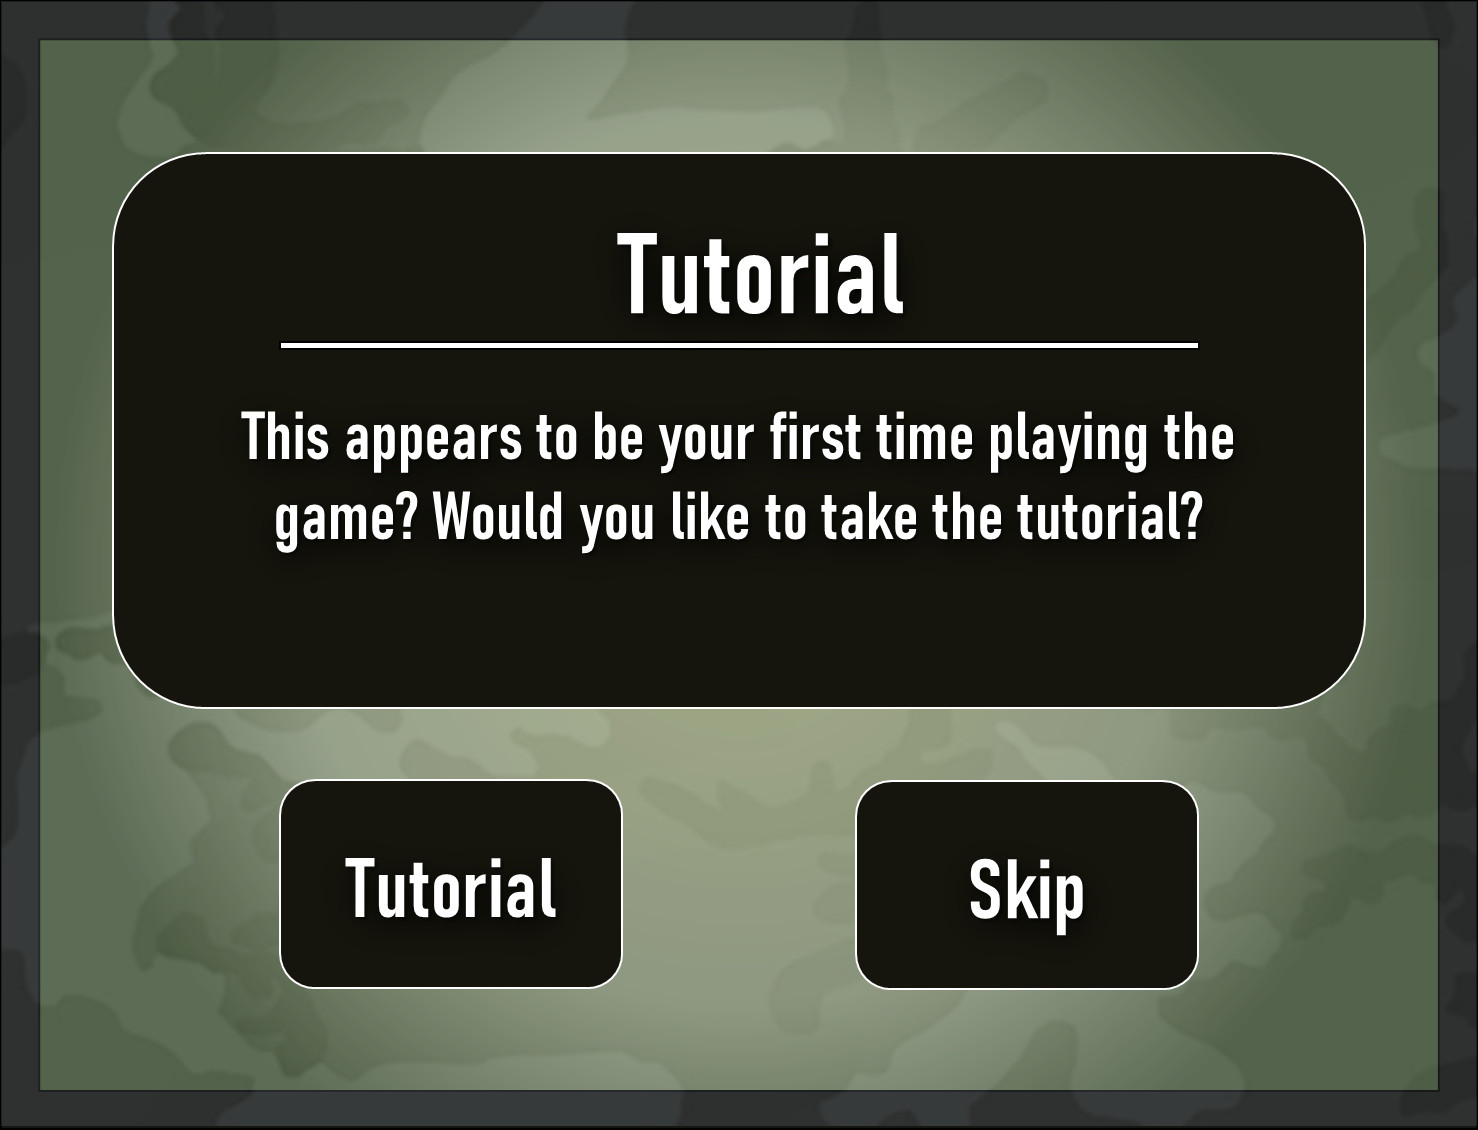 Tutorial
This appears to be your first time playing the
game? Would you like to take the tutorial?
Tutorial
Skip